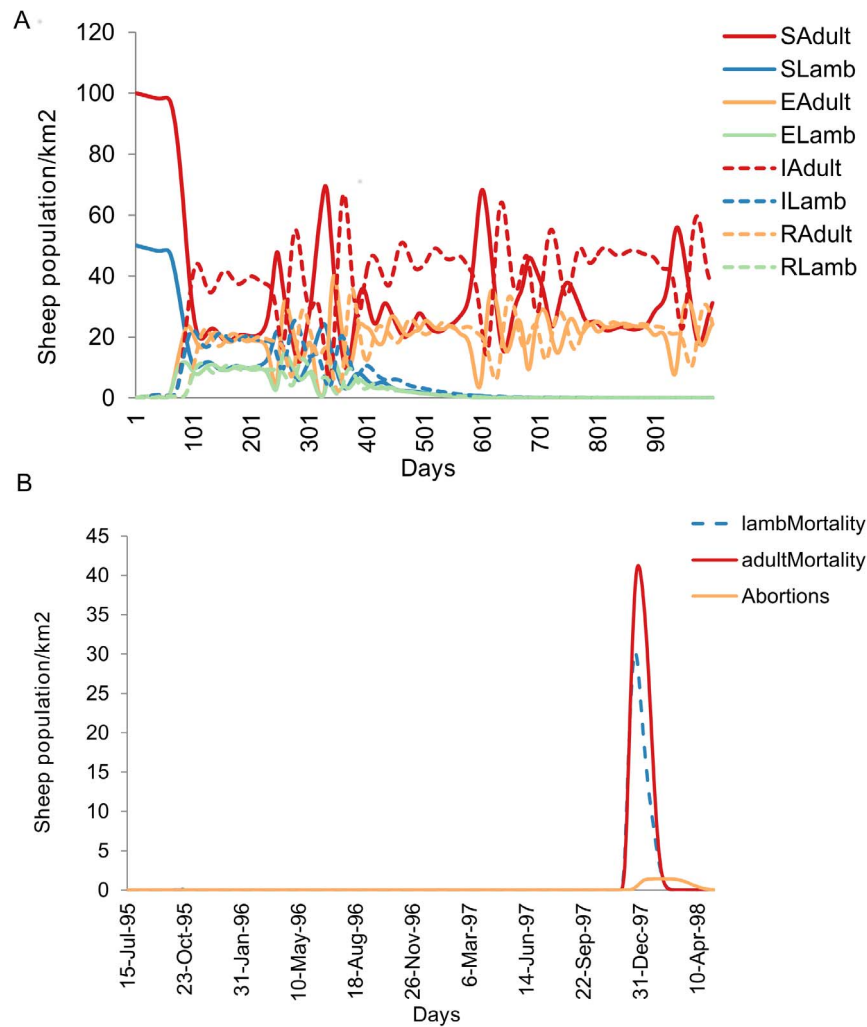 A
120
100
80
60
40
20
0
Sheep population/km2
1
101
201
301
401
501
601
701
801
901
Days
SAdult
SLamb
EAdult
ELamb
IAdult
ILamb
RAdult
RLamb
B
45
40
35
30
25
20
15
10
5
0
Sheep population/km2
15-Jul-95
23-Oct-95
31-Jan-96
10-May-96
18-Aug-96
26-Nov-96
6-Mar-97
14-Jun-97
22-Sep-97
31-Dec-97
10-Apr-98
Days
lambMortality
adultMortality
Abortions